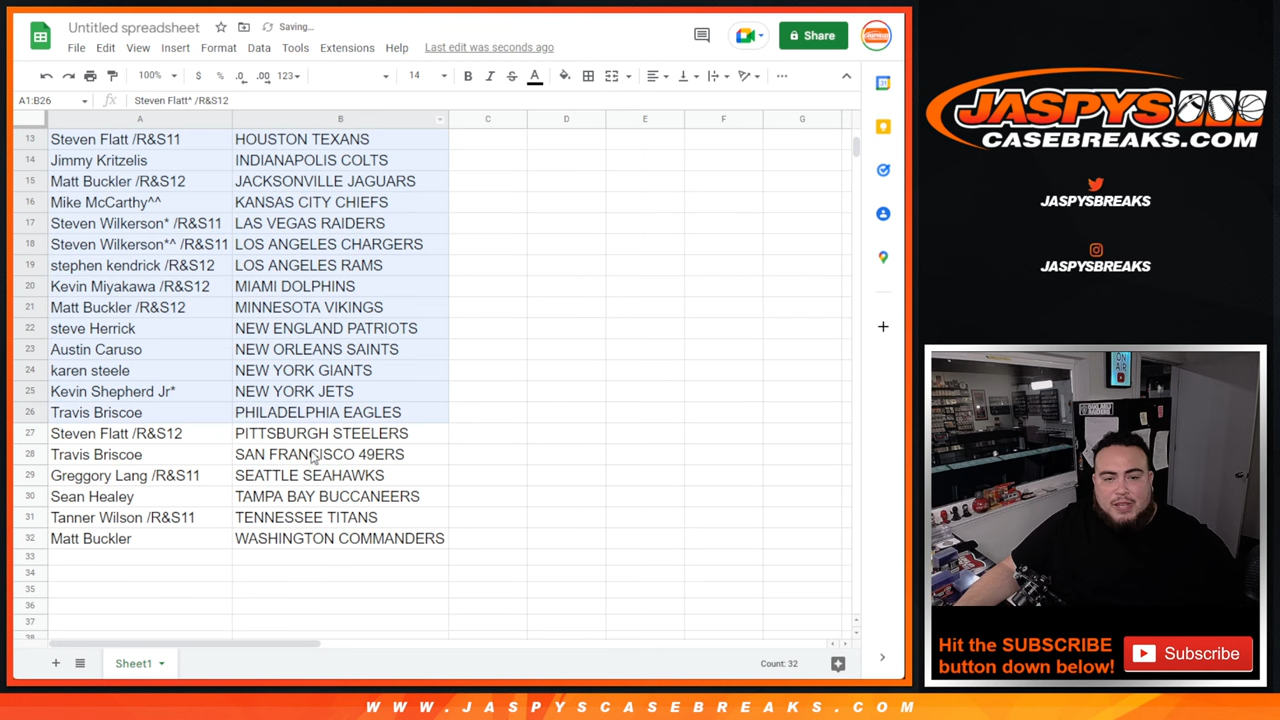 Untitled spreadsheet Saving...
File Edit View Insert Format Data Tools Extensions Help Last edit was seconds ago
Share
100% $ % .0 .00 123 14 B I S A
A1:B26 fx Steven Flatt^ /R&S12
A B C D E F G
13 Steven Flatt /R&S11 HOUSTON TEXANS
14 Jimmy Kritzelis INDIANAPOLIS COLTS
15 Matt Buckler /R&S12 JACKSONVILLE JAGUARS
16 Mike McCarthy^^ KANSAS CITY CHIEFS
17 Steven Wilkerson* /R&S11 LAS VEGAS RAIDERS
18 Steven Wilkerson*^ /R&S11 LOS ANGELES CHARGERS
19 stephen kendrick /R&S12 LOS ANGELES RAMS
20 Kevin Miyakawa /R&S12 MIAMI DOLPHINS
21 Matt Buckler /R&S12 MINNESOTA VIKINGS
22 steve Herrick NEW ENGLAND PATRIOTS
23 Austin Caruso NEW ORLEANS SAINTS
24 karen steele NEW YORK GIANTS
25 Kevin Shepherd Jr* NEW YORK JETS
26 Travis Briscoe PHILADELPHIA EAGLES
27 Steven Flatt /R&S12 PITTSBURGH STEELERS
28 Travis Briscoe SAN FRANCISCO 49ERS
29 Greggory Lang /R&S11 SEATTLE SEAHAWKS
30 Sean Healey TAMPA BAY BUCCANEERS
31 Tanner Wilson /R&S11 TENNESSEE TITANS
32 Matt Buckler WASHINGTON COMMANDERS
33
34
35
36
37
38
Sheet1
Count: 32
JASPYS
CASEBREAKS.COM
JASPYSBREAKS
JASPYSBREAKS
ON AIR
Hit the SUBSCRIBE
button down below!
Subscribe
WWW.JASPYSCASEBREAKS.COM